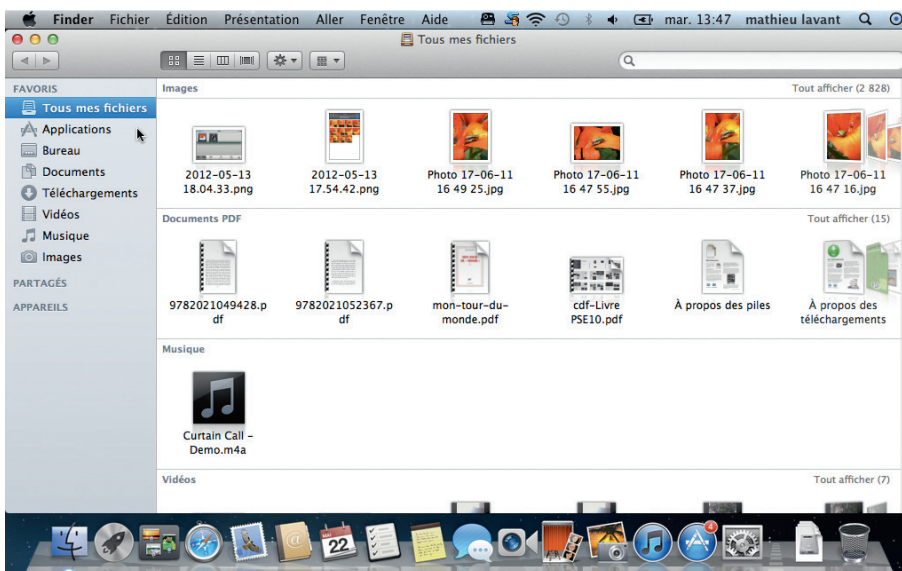 Finder Fichier Édition Présentation Aller Fenêtre Aide mar. 13:47 mathieu lavant
Tous mes fichiers
FAVORIS
Tous mes fichiers
Applications
Bureau
Documents
Téléchargements
Vidéos
Musique
Images
PARTAGÉS
APPAREILS
Images Tout afficher (2 828)
2012-05-13
18.04.33.png
2012-05-13
17.54.42.png
Photo 17-06-11
16 49 25.jpg
Photo 17-06-11
16 47 55.jpg
Photo 17-06-11
16 47 37.jpg
Photo 17-06-11
16 47 16.jpg
Documents PDF Tout afficher (15)
9782021049428.p
df
9782021052367.p
df
mon-tour-du-
monde.pdf
cdf-Livre
PSE10.pdf
À propos des piles
À propos des
téléchargements
Musique
Curtain Call -
Demo.m4a
Vidéos Tout afficher (7)
22
4